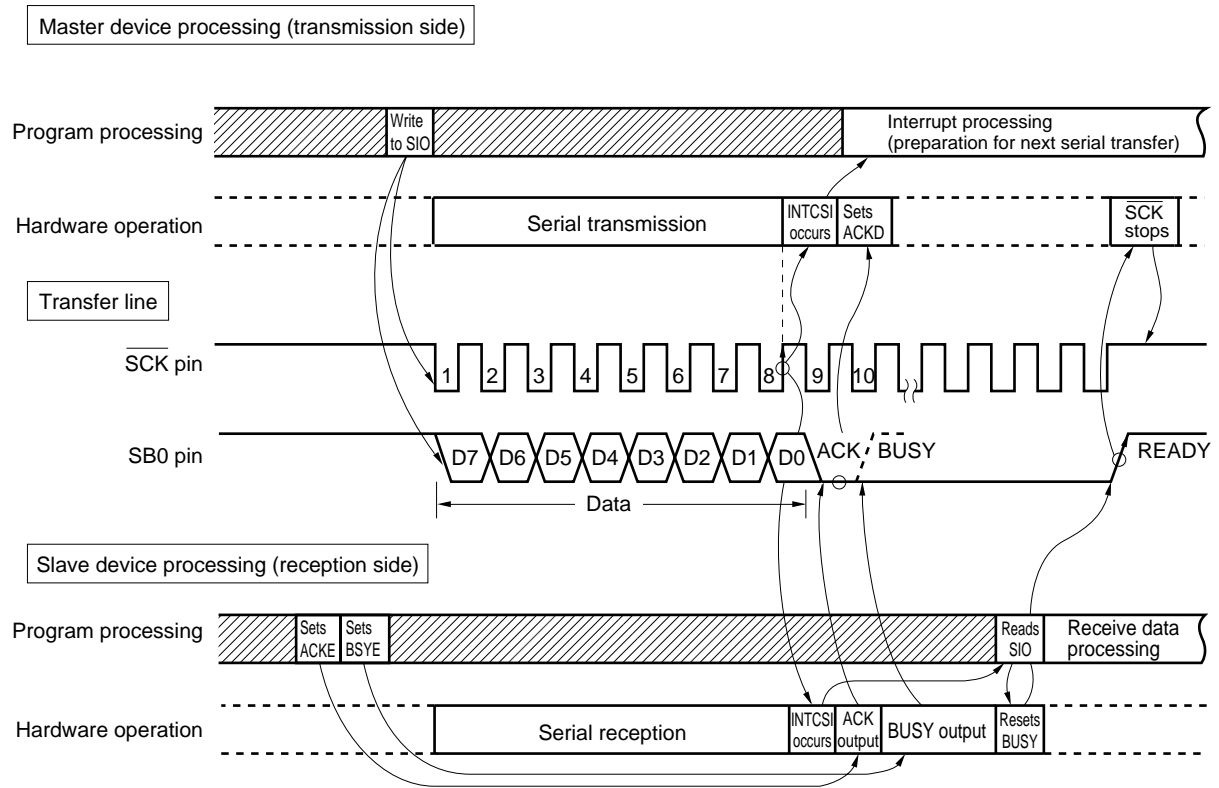 Master device processing (transmission side)
Program processing
Write
to SIO
Interrupt processing
(preparation for next serial transfer)
Hardware operation
Serial transmission
INTCSI
occurs
Sets
ACKD
SCK
stops
Transfer line
SCK pin
1 2 3 4 5 6 7 8 9 10
SB0 pin
D7 D6 D5 D4 D3 D2 D1 D0 ACK BUSY READY
Data
Slave device processing (reception side)
Program processing
Sets
ACKE
Sets
BSYE
Reads
SIO
Receive data
processing
Hardware operation
Serial reception
INTCSI
occurs
ACK
output
BUSY output
Resets
BUSY